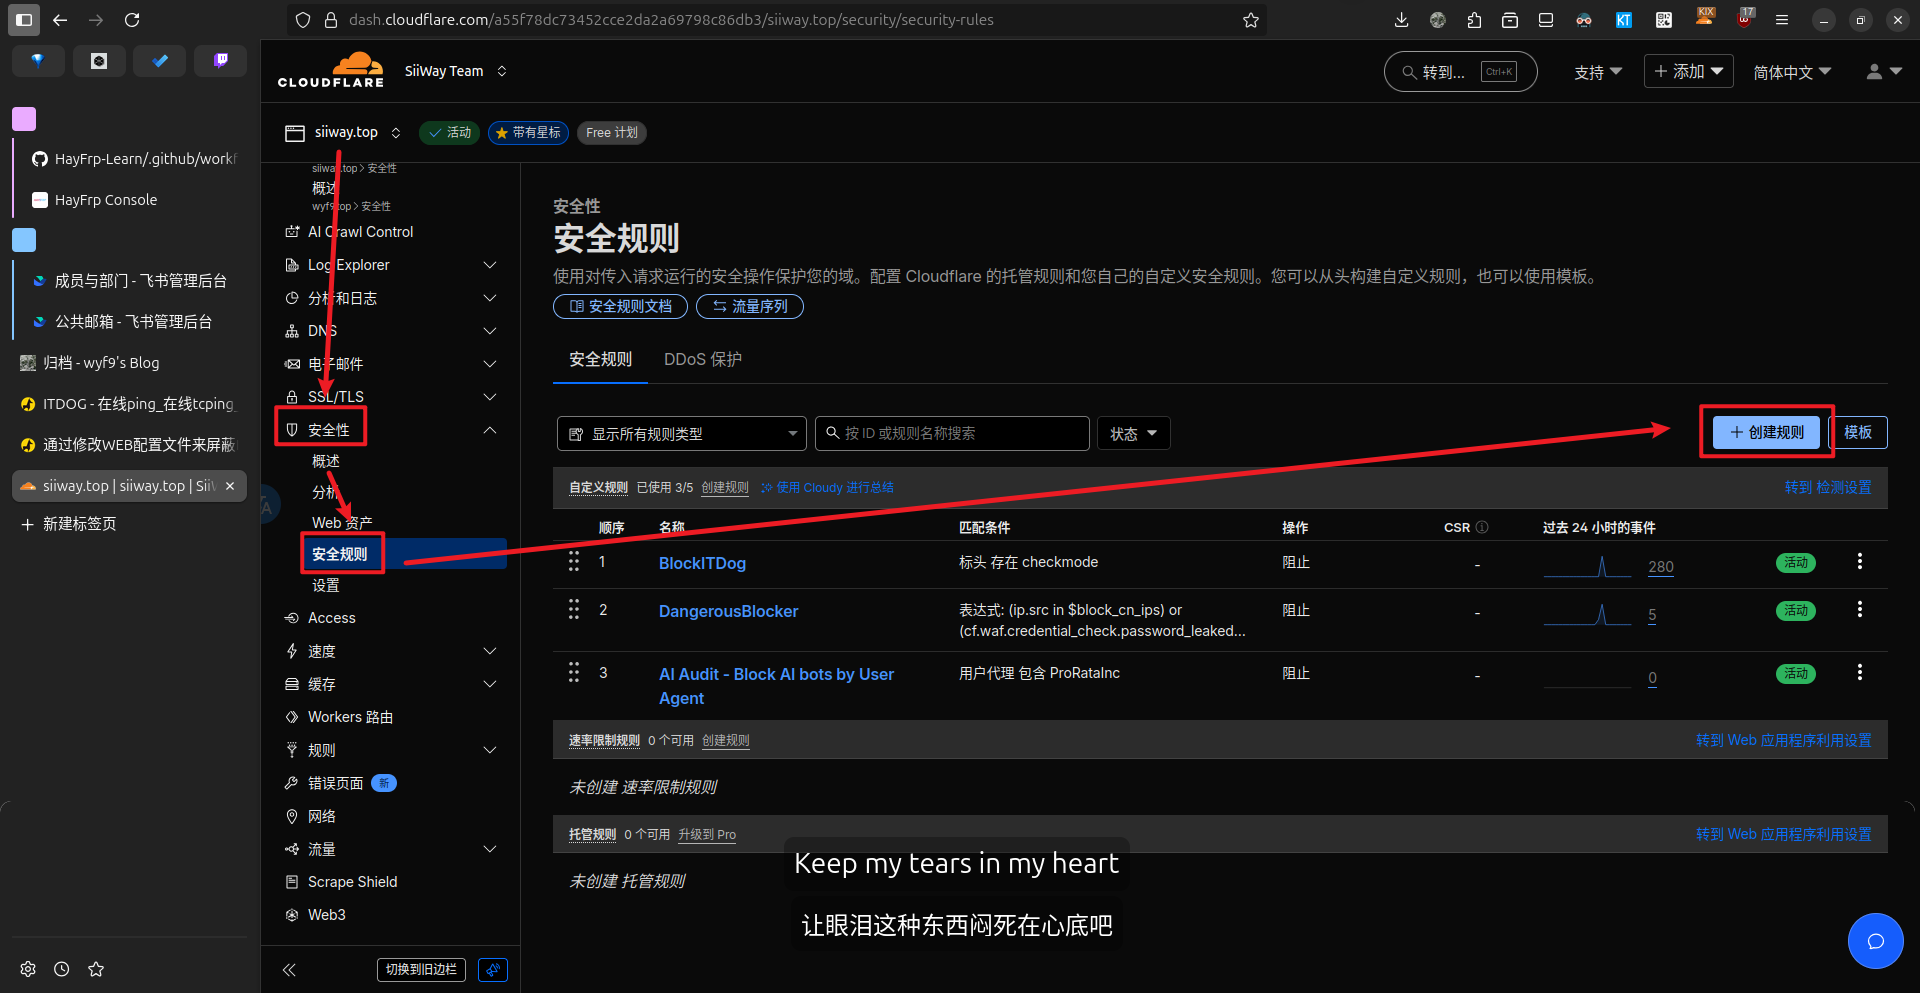 dash.cloudflare.com/a55f78dc73452cce2da2a69798c86db3/siiway.top/security/security-rules
KT
KIX
17
HayFrp-Learn/.github/workf
HayFrp Console
成员与部门 - 飞书管理后台
公共邮箱 - 飞书管理后台
归档 - wyf9's Blog
ITDOG - 在线ping_在线tcping_
通过修改WEB配置文件来屏蔽
siiway.top | siiway.top | SiiW
新建标签页
CLOUDFLARE
SiiWay Team
转到...
Ctrl+K
支持
添加
简体中文
siiway.top
活动
带有星标
Free 计划
siiway.top > 安全性
概述
wyf9.top > 安全性
AI Crawl Control
Log Explorer
分析和日志
DNS
电子邮件
SSL/TLS
安全性
概述
分析
Web 资产
安全规则
设置
Access
速度
缓存
Workers 路由
规则
错误页面
新
网络
流量
Scrape Shield
Web3
切换到旧边栏
安全性
安全规则
使用对传入请求运行的安全操作保护您的域。配置 Cloudflare 的托管规则和您自己的自定义安全规则。您可以从头构建自定义规则，也可以使用模板。
安全规则文档
流量序列
安全规则
DDoS 保护
显示所有规则类型
按 ID 或规则名称搜索
状态
创建规则
模板
自定义规则 已使用 3/5 创建规则 使用 Cloudy 进行总结
转到 检测设置
顺序 名称 匹配条件 操作 CSR 过去 24 小时的事件
1 BlockITDog 标头 存在 checkmode 阻止 - 280 活动
2 DangerousBlocker 表达式: (ip.src in $block_cn_ips) or 阻止 - 5 活动
(cf.waf.credential_check.password_leaked...
3 AI Audit - Block AI bots by User 用户代理 包含 ProRataInc 阻止 - 0 活动
Agent
速率限制规则 0 个可用 创建规则
转到 Web 应用程序利用设置
未创建 速率限制规则
托管规则 0 个可用 升级到 Pro
转到 Web 应用程序利用设置
未创建 托管规则
Keep my tears in my heart
让眼泪这种东西闷死在心底吧